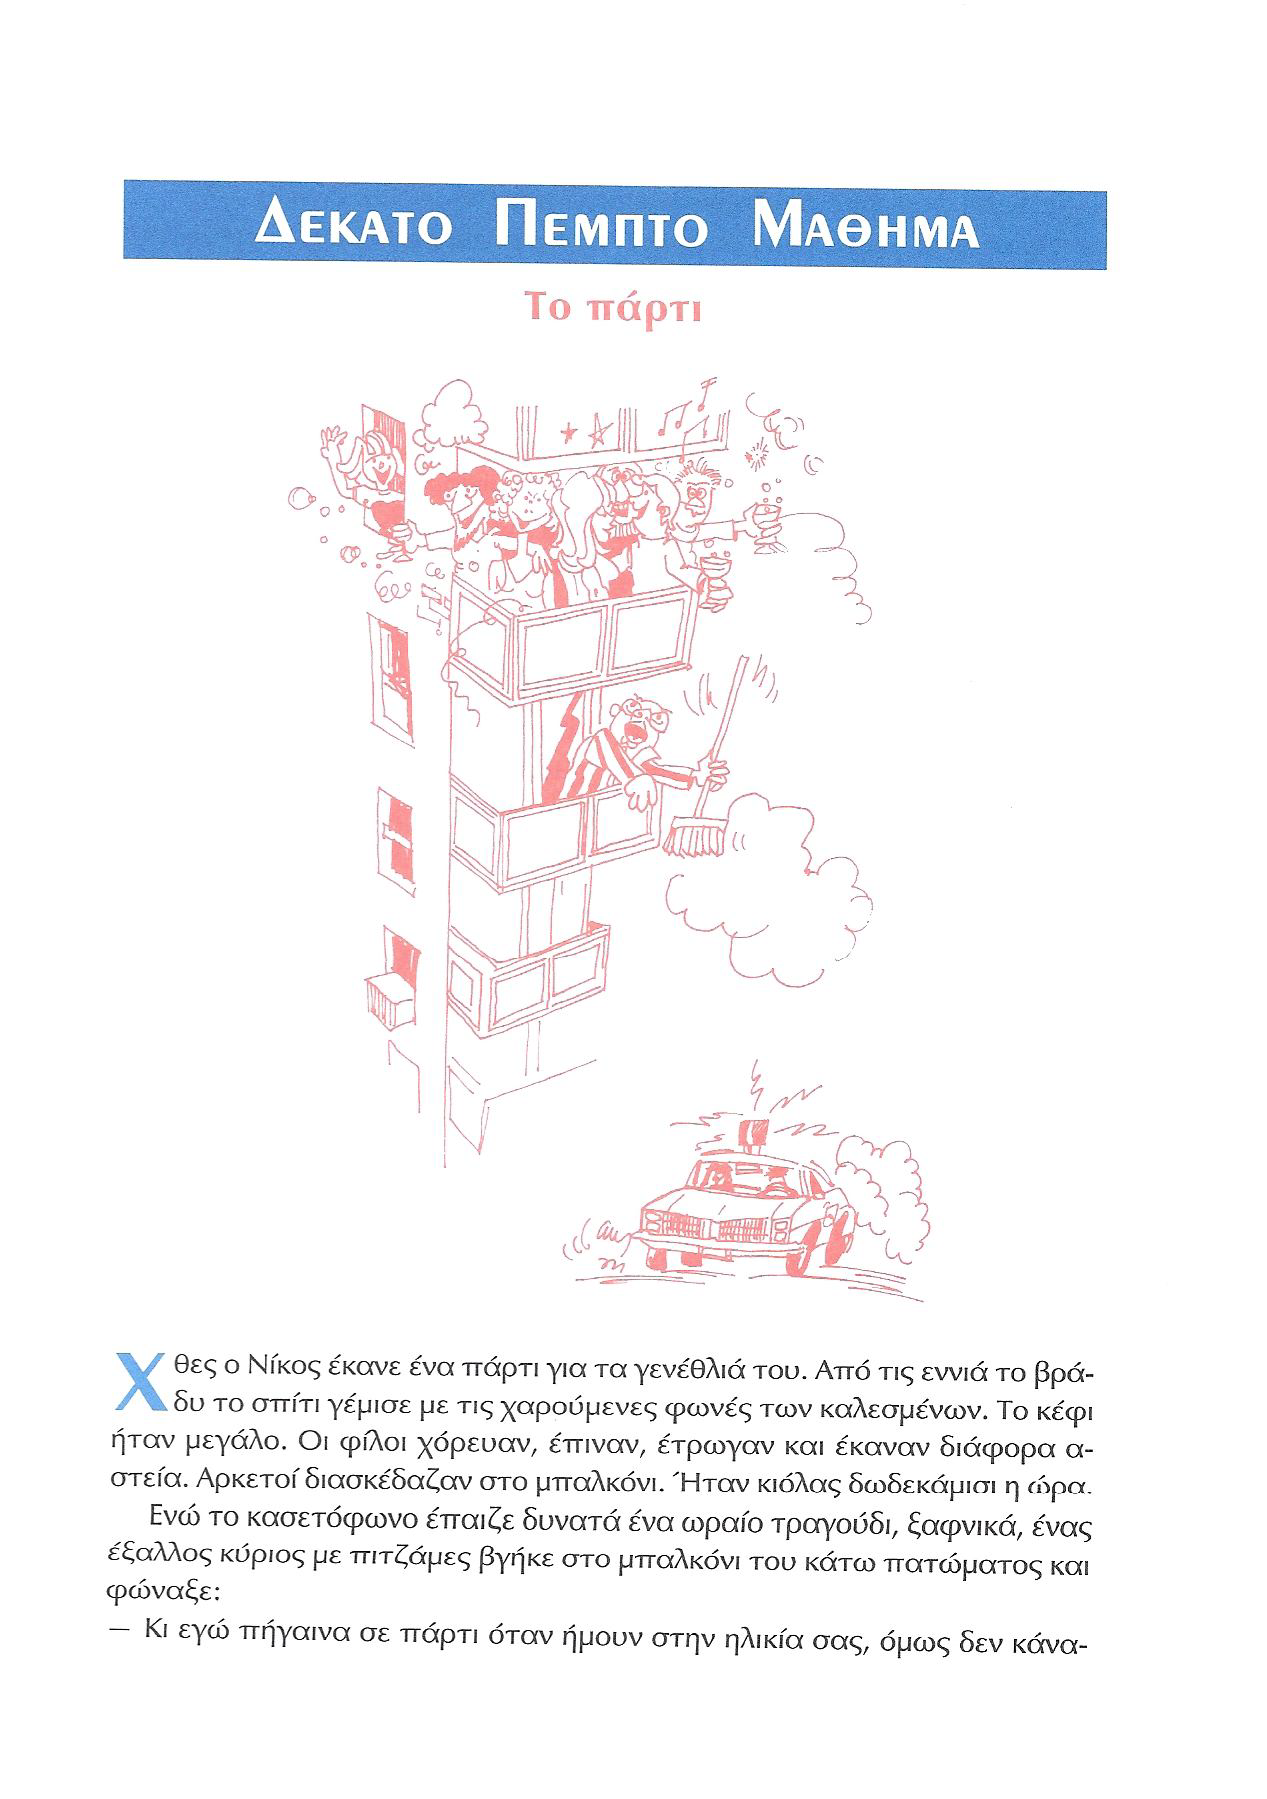 ΔΕΚΑΤΟ ΠΕΜΠΤΟ ΜΑΘΗΜΑ
Το πάρτι
Χθες ο Νίκος έκανε ένα πάρτι για τα γενέθλιά του. Από τις εννιά το βρά-
δυ το σπίτι γέμισε με τις χαρούμενες φωνές των καλεσμένων. Το κέφι
ήταν μεγάλο. Οι φίλοι χόρευαν, έπιναν, έτρωγαν και έκαναν διάφορα α-
στεία. Αρκετοί διασκέδαζαν στο μπαλκόνι. Ήταν κιόλας δωδεκάμισι η ώρα.
Ενώ το κασετόφωνο έπαιζε δυνατά ένα ωραίο τραγούδι, ξαφνικά, ένας
έξαλλος κύριος με πιτζάμες βγήκε στο μπαλκόνι του κάτω πατώματος και
φώναξε:
— Κι εγώ πήγαινα σε πάρτι όταν ήμουν στην ηλικία σας, όμως δεν κάνα-